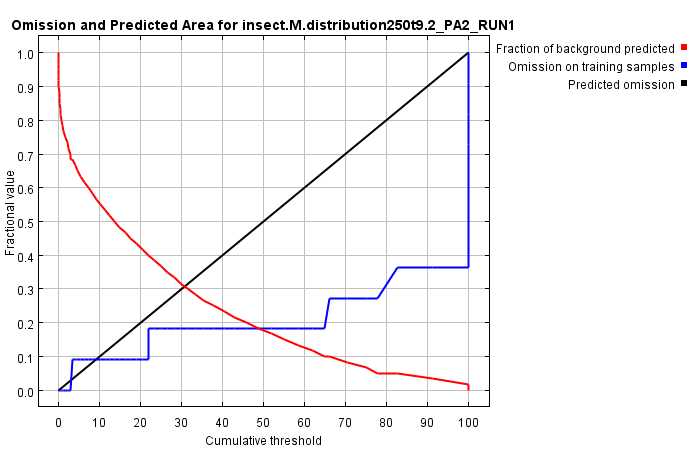 Omission and Predicted Area for insect.M.distribution250t9.2_PA2_RUN1
Fraction of background predicted
Omission on training samples
Predicted omission
1.0
0.9
0.8
0.7
0.6
0.5
0.4
0.3
0.2
0.1
0.0
Fractional value
0 10 20 30 40 50 60 70 80 90 100
Cumulative threshold